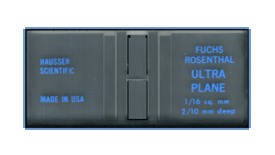 HAUSSER
SCIENTIFIC
MADE IN USA
FUCHS
ROSENTHAL
ULTRA
PLANE
1/16 sq. mm
2/10 mm deep